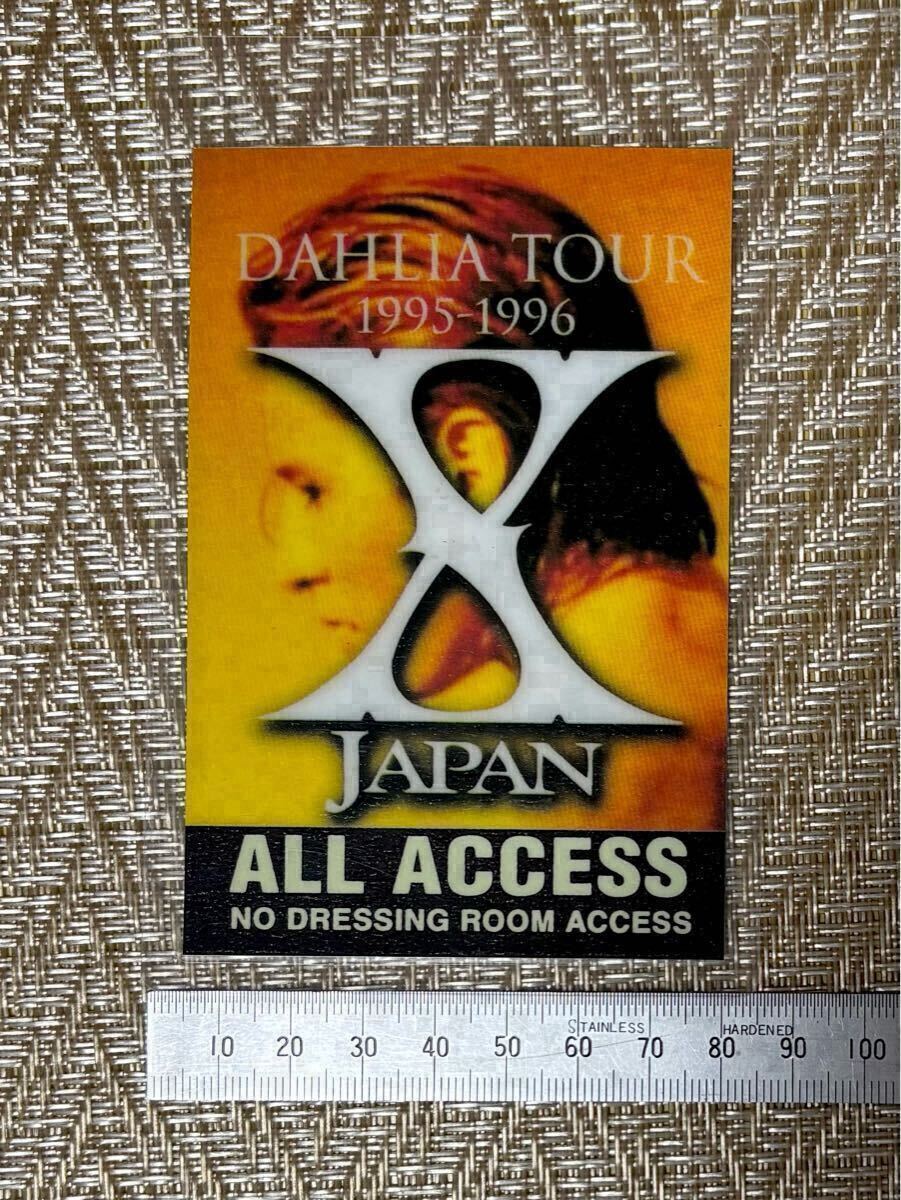 DAHLIA TOUR
1995-1996
X
JAPAN
ALL ACCESS
NO DRESSING ROOM ACCESS
STAINLESS HARDENED
10 20 30 40 50 60 70 80 90 100